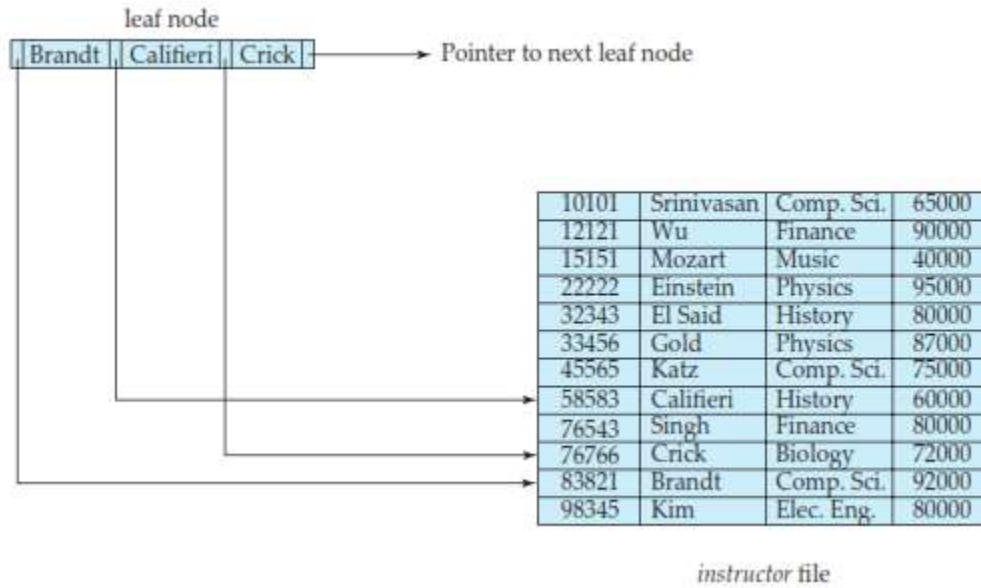 leaf node
Brandt Califieri Crick
Pointer to next leaf node
10101 Srinivasan Comp. Sci. 65000
12121 Wu Finance 90000
15151 Mozart Music 40000
22222 Einstein Physics 95000
32343 El Said History 80000
33456 Gold Physics 87000
45565 Katz Comp. Sci. 75000
58583 Califieri History 60000
76543 Singh Finance 80000
76766 Crick Biology 72000
83821 Brandt Comp. Sci. 92000
98345 Kim Elec. Eng. 80000
instructor file